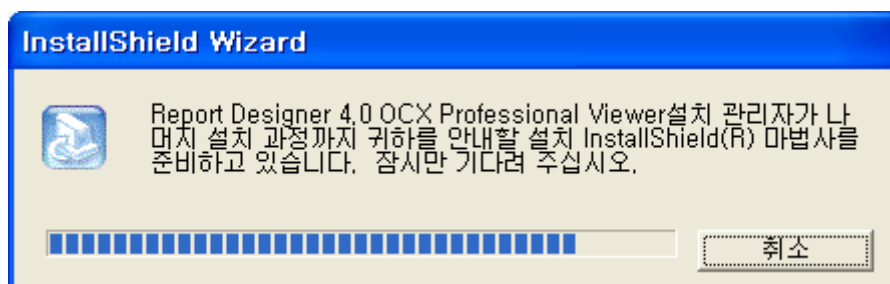 InstallShield Wizard
Report Designer 4.0 OCX Professional Viewer설치 관리자가 나
머지 설치 과정까지 귀하를 안내할 설치 InstallShield(R) 마법사를
준비하고 있습니다. 잠시만 기다려 주십시오.
취소